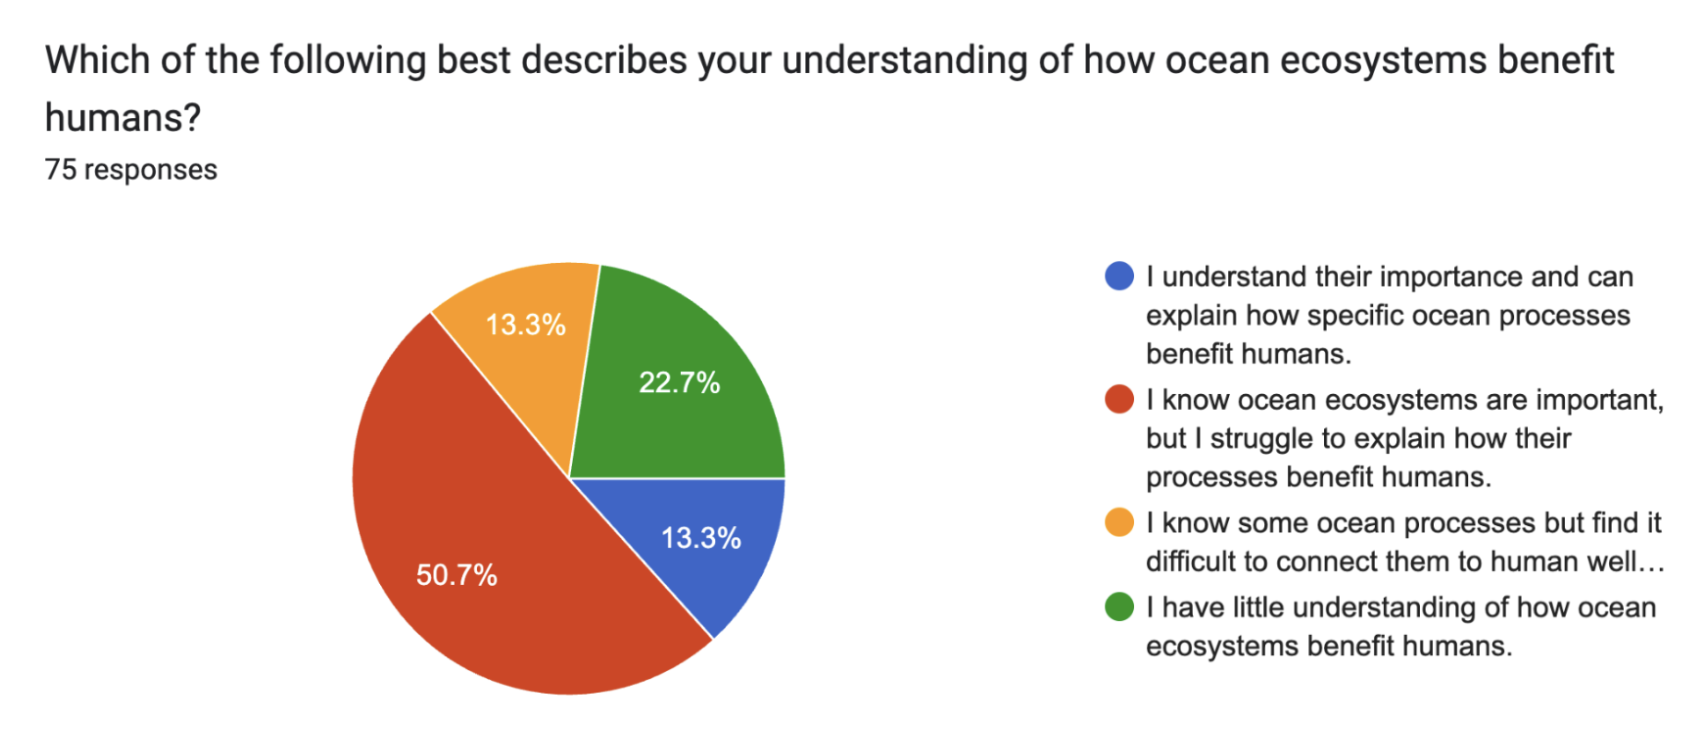 Which of the following best describes your understanding of how ocean ecosystems benefit
humans?
75 responses
13.3%
22.7%
50.7%
13.3%
I understand their importance and can
explain how specific ocean processes
benefit humans.
I know ocean ecosystems are important,
but I struggle to explain how their
processes benefit humans.
I know some ocean processes but find it
difficult to connect them to human well...
I have little understanding of how ocean
ecosystems benefit humans.